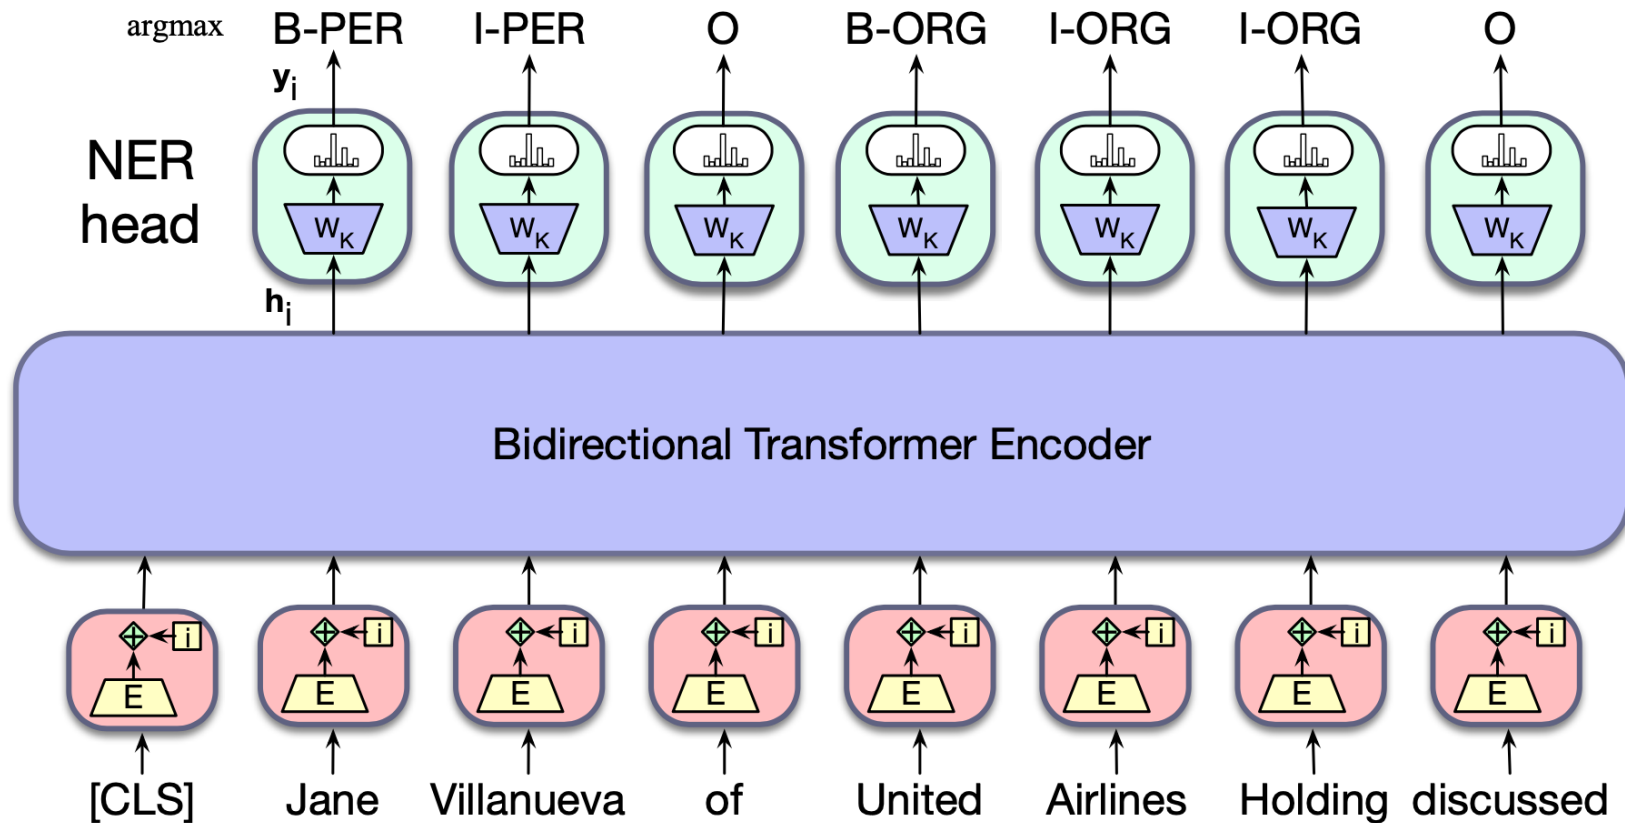 argmax B-PER I-PER O B-ORG I-ORG I-ORG O
yi
NER
head
WK WK WK WK WK WK WK
hi
Bidirectional Transformer Encoder
+ i + i + i + i + i + i + i + i
E E E E E E E E
[CLS] Jane Villanueva of United Airlines Holding discussed